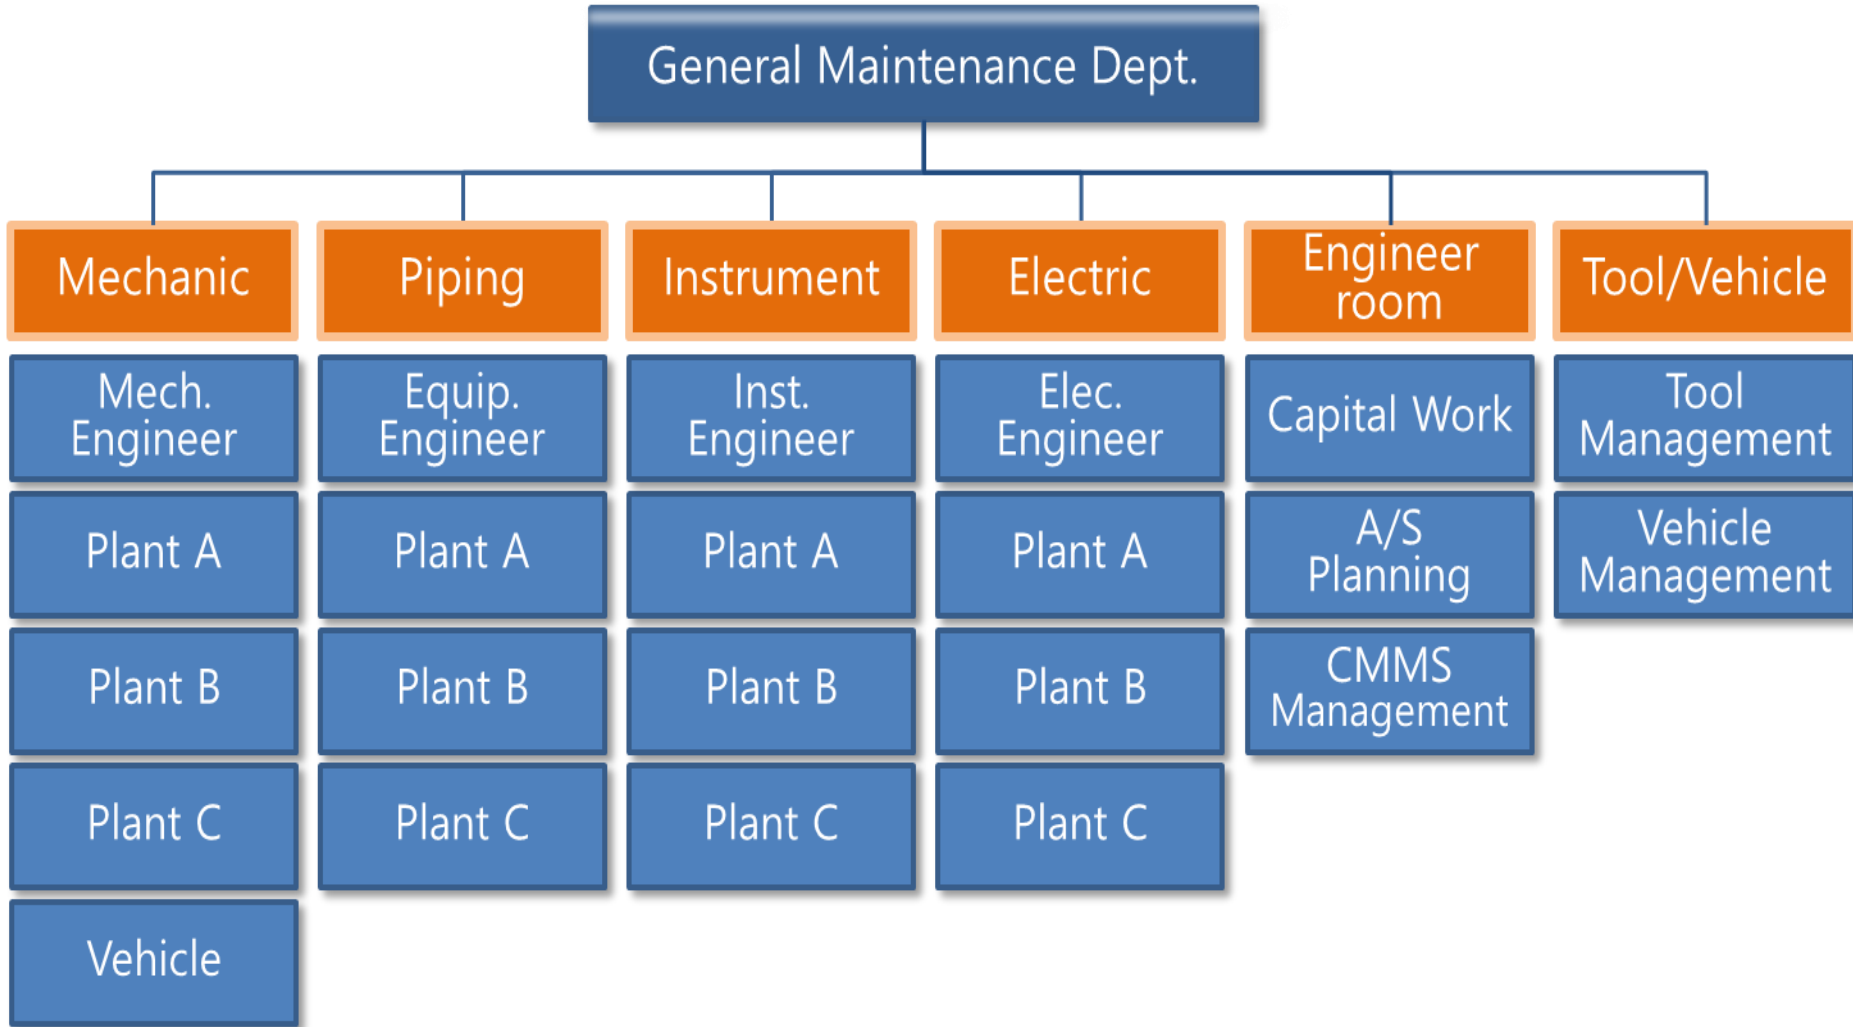 General Maintenance Dept.
Mechanic
Piping
Instrument
Electric
Engineer
room
Tool/Vehicle
Mech.
Engineer
Equip.
Engineer
Inst.
Engineer
Elec.
Engineer
Capital Work
Tool
Management
Plant A
Plant A
Plant A
Plant A
A/S
Planning
Vehicle
Management
Plant B
Plant B
Plant B
Plant B
CMMS
Management
Plant C
Plant C
Plant C
Plant C
Vehicle